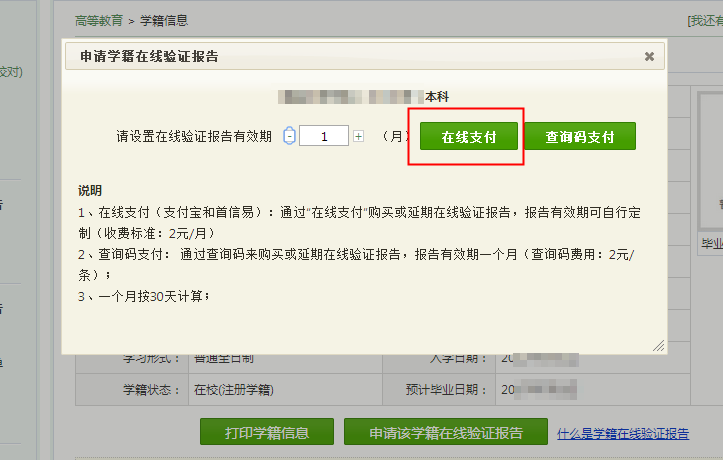 高等教育 > 学籍信息
[我还有
申请学籍在线验证报告
校对)
本科
请设置在线验证报告有效期 - 1 + （月） 在线支付 查询码支付
说明
1、在线支付（支付宝和首信易）：通过"在线支付"购买或延期在线验证报告，报告有效期可自行定
制（收费标准：2元/月）
2、查询码支付： 通过查询码来购买或延期在线验证报告，报告有效期一个月（查询码费用：2元/
条）；
3、一个月按30天计算；
毕业
学习形式： 普通全日制 入学日期： 20
学籍状态： 在校(注册学籍) 预计毕业日期： 20
打印学籍信息 申请该学籍在线验证报告 什么是学籍在线验证报告